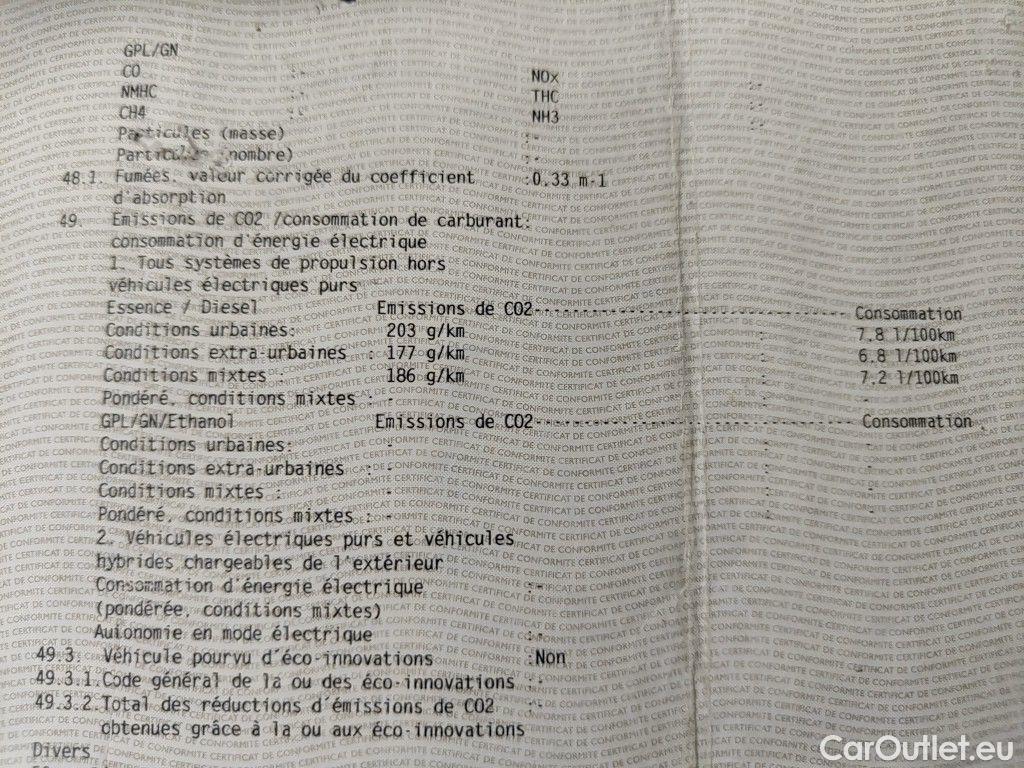 GPL/GN
CO :- NOx :-
NMHC :- THC :-
CH4 :- NH3 :-
Particules (masse) :-
Particules (nombre) :-
48.1. Fumées, valeur corrigée du coefficient :0.33 m-1
d'absorption
49. Emissions de CO2 /consommation de carburant:
consommation d'énergie électrique
1. Tous systèmes de propulsion hors
véhicules électriques purs
Essence / Diesel Emissions de CO2------------------------------ Consommation
Conditions urbaines: 203 g/km : 7.8 l/100km
Conditions extra-urbaines : 177 g/km : 6.8 l/100km
Conditions mixtes : 186 g/km : 7.2 l/100km
Pondéré, conditions mixtes : - : -
GPL/GN/Ethanol Emissions de CO2------------------------------ Consommation
Conditions urbaines: - : -
Conditions extra-urbaines : - : -
Conditions mixtes : - : -
Pondéré, conditions mixtes : - : -
2. Véhicules électriques purs et véhicules
hybrides chargeables de l'extérieur
Consommation d'énergie électrique :-
(pondérée, conditions mixtes)
Autonomie en mode électrique :-
49.3. Véhicule pourvu d'éco-innovations :Non
49.3.1.Code général de la ou des éco-innovations :-
49.3.2.Total des réductions d'émissions de CO2 :-
obtenues grâce à la ou aux éco-innovations
Divers
CarOutlet.eu